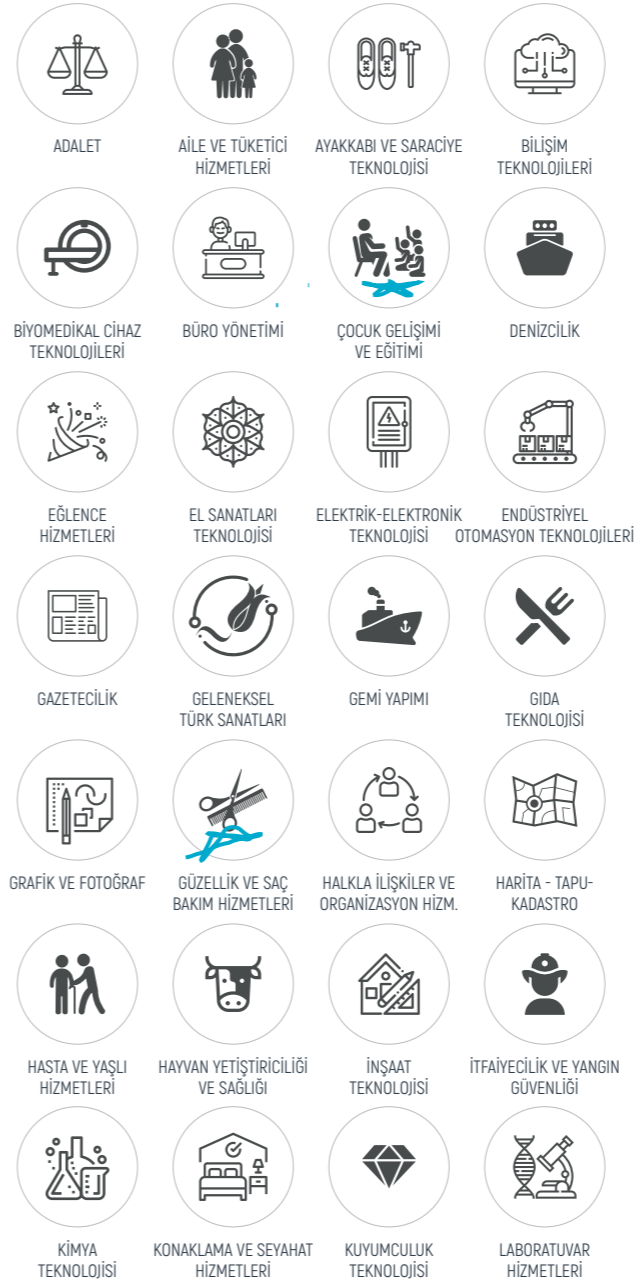 ADALET
AİLE VE TÜKETİCİ
HİZMETLERİ
AYAKKABI VE SARACİYE
TEKNOLOJİSİ
BİLİŞİM
TEKNOLOJİLERİ
BİYOMEDİKAL CİHAZ
TEKNOLOJİLERİ
BÜRO YÖNETİMİ
ÇOCUK GELİŞİMİ
VE EĞİTİMİ
DENİZCİLİK
EĞLENCE
HİZMETLERİ
EL SANATLARI
TEKNOLOJİSİ
ELEKTRİK-ELEKTRONİK
TEKNOLOJİSİ
ENDÜSTRİYEL
OTOMASYON TEKNOLOJİLERİ
GAZETECİLİK
GELENEKSEL
TÜRK SANATLARI
GEMİ YAPIMI
GIDA
TEKNOLOJİSİ
GRAFİK VE FOTOĞRAF
GÜZELLİK VE SAÇ
BAKIM HİZMETLERİ
HALKLA İLİŞKİLER VE
ORGANİZASYON HİZM.
HARİTA - TAPU-
KADASTRO
HASTA VE YAŞLI
HİZMETLERİ
HAYVAN YETİŞTİRİCİLİĞİ
VE SAĞLIĞI
İNŞAAT
TEKNOLOJİSİ
İTFAİYECİLİK VE YANGIN
GÜVENLİĞİ
KİMYA
TEKNOLOJİSİ
KONAKLAMA VE SEYAHAT
HİZMETLERİ
KUYUMCULUK
TEKNOLOJİSİ
LABORATUVAR
HİZMETLERİ